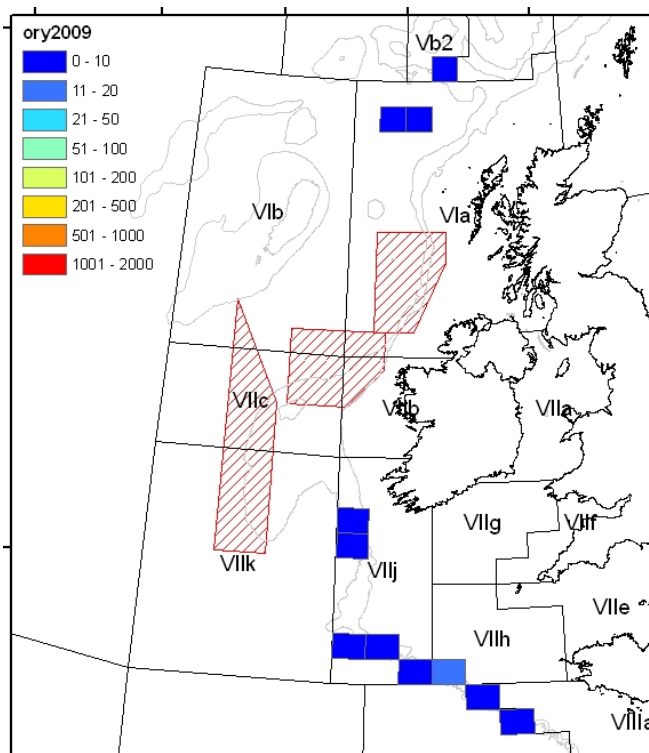 ory2009
0 - 10
11 - 20
21 - 50
51 - 100
101 - 200
201 - 500
501 - 1000
1001 - 2000
Vb2
VIb
VIa
VIIc
VIIb
VIIa
VIIg
VIIf
VIIk
VIIj
VIIe
VIIh
VIIIa